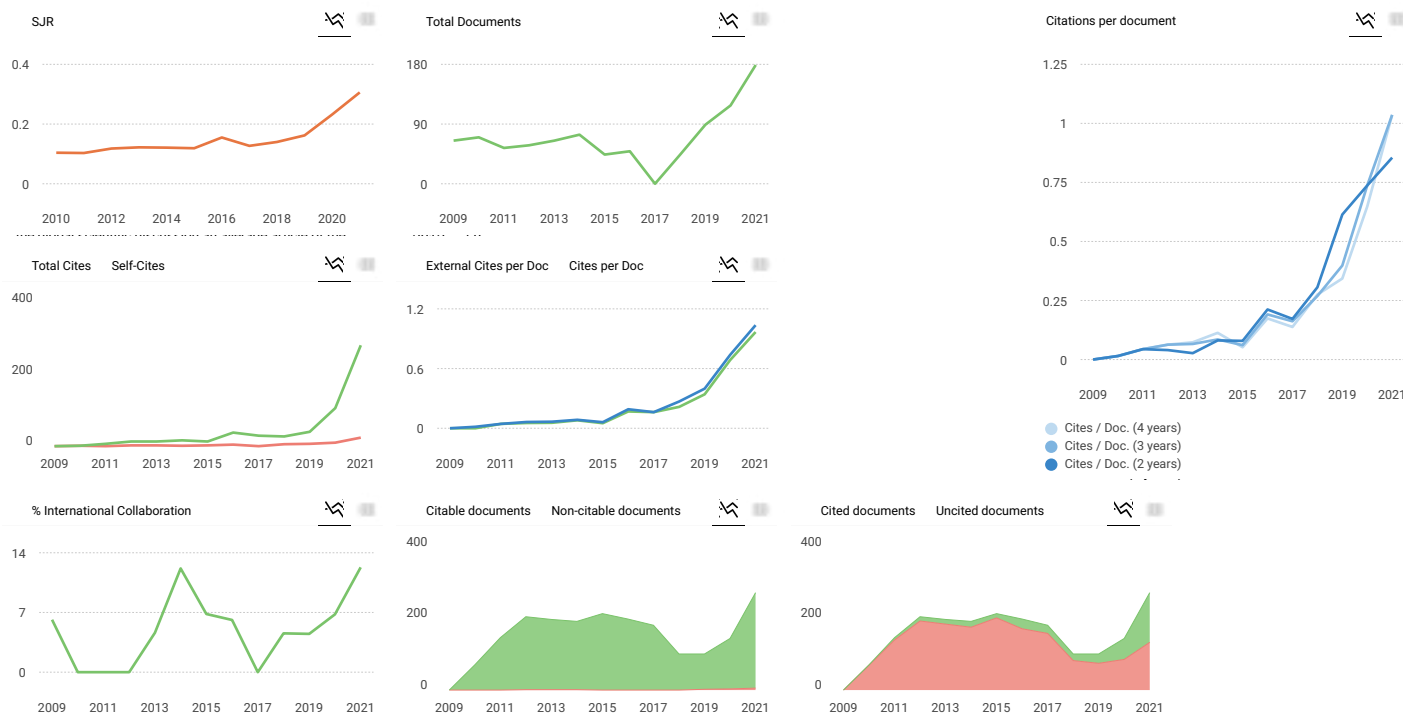 SJR
0.4
0.2
0
2010 2012 2014 2016 2018 2020
Total Documents
180
90
0
2009 2011 2013 2015 2017 2019 2021
Citations per document
1.25
1
0.75
0.5
0.25
0
2009 2011 2013 2015 2017 2019 2021
Cites / Doc. (4 years)
Cites / Doc. (3 years)
Cites / Doc. (2 years)
Total Cites Self-Cites
400
200
0
2009 2011 2013 2015 2017 2019 2021
External Cites per Doc Cites per Doc
1.2
0.6
0
2009 2011 2013 2015 2017 2019 2021
% International Collaboration
14
7
0
2009 2011 2013 2015 2017 2019 2021
Citable documents Non-citable documents
400
200
0
2009 2011 2013 2015 2017 2019 2021
Cited documents Uncited documents
400
200
0
2009 2011 2013 2015 2017 2019 2021